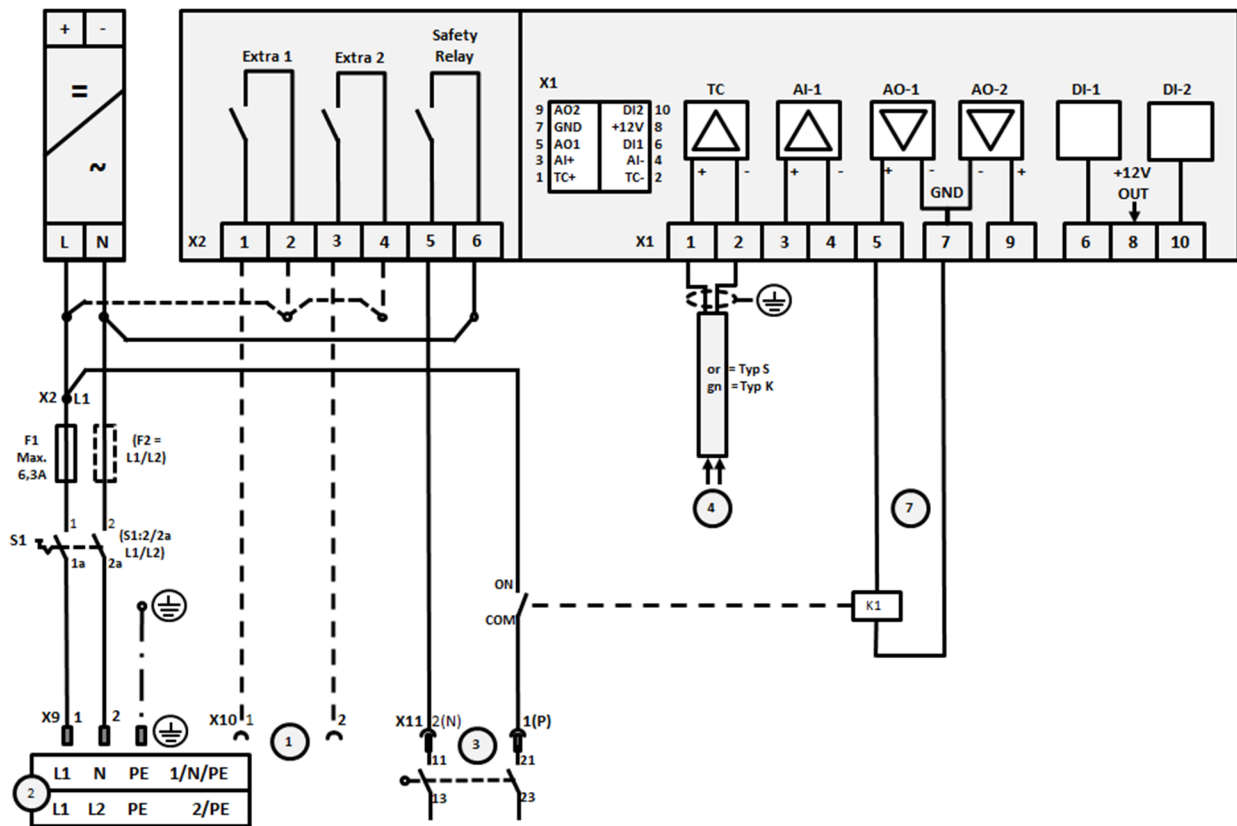 + -
= ~
L N
Extra 1
Extra 2
Safety
Relay
X2 1 2 3 4 5 6
X1
9 AO2 DI2 10
7 GND +12V 8
5 AO1 DI1 6
3 AI+ AI- 4
1 TC+ TC- 2
TC AI-1 AO-1 AO-2 DI-1 DI-2
+ - + - + - - +
GND
+12V
OUT
X1 1 2 3 4 5 7 9 6 8 10
or = Typ S
gn = Typ K
X2 L1
F1
Max.
6,3A
(F2 =
L1/L2)
4
7
S1
1 2
1a 2a
(S1:2/2a
L1/L2)
ON
COM
K1
X9 1 2
X10 1 2
1
X11 2(N) 1(P)
3
11 21
13 23
2
L1 N PE 1/N/PE
L1 L2 PE 2/PE